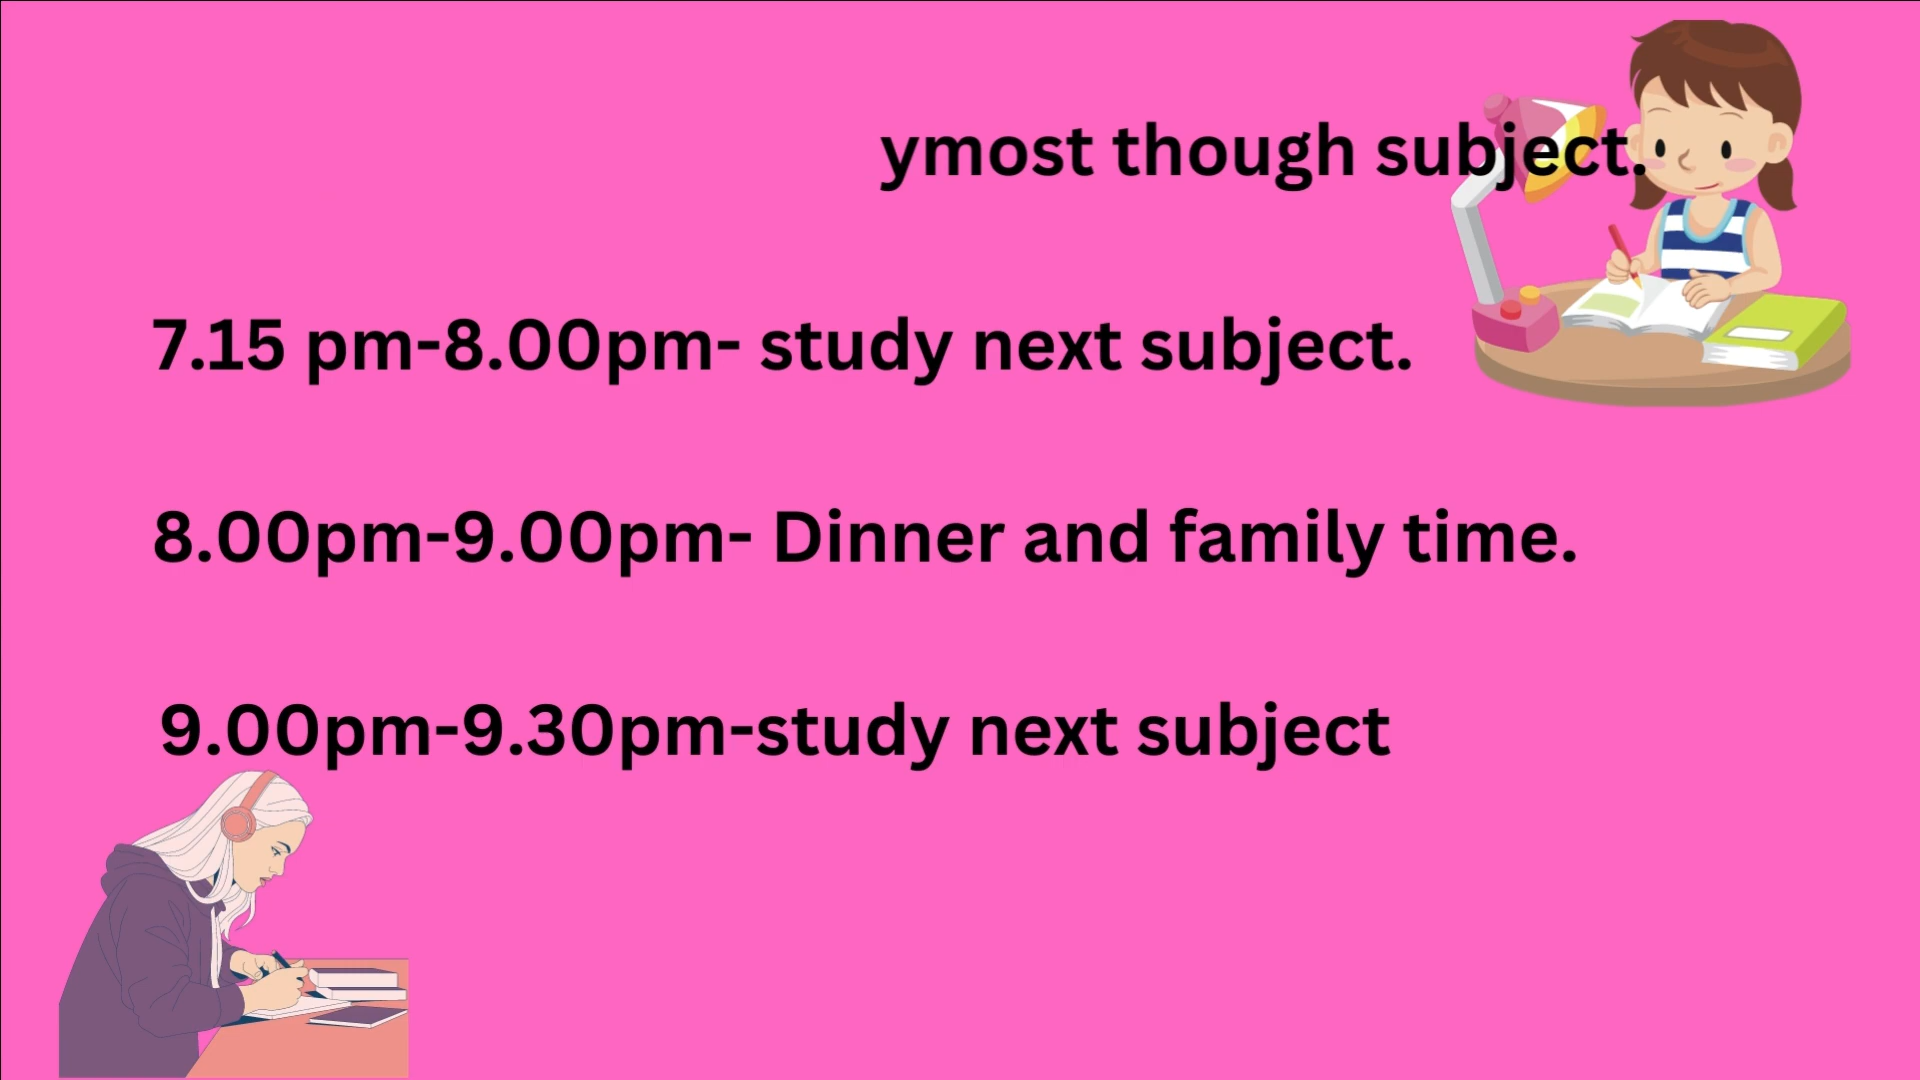 ymost though subject.
7.15 pm-8.00pm- study next subject.
8.00pm-9.00pm- Dinner and family time.
9.00pm-9.30pm-study next subject